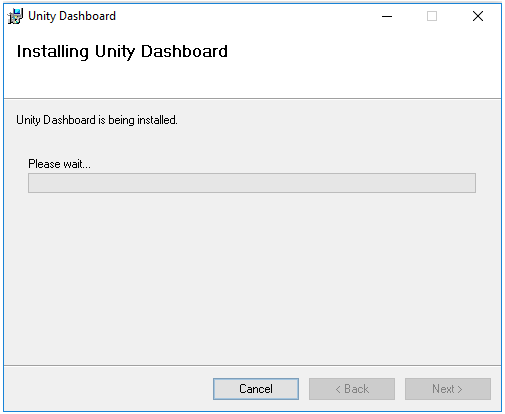 Unity Dashboard
Installing Unity Dashboard
Unity Dashboard is being installed.
Please wait...
Cancel
< Back
Next >